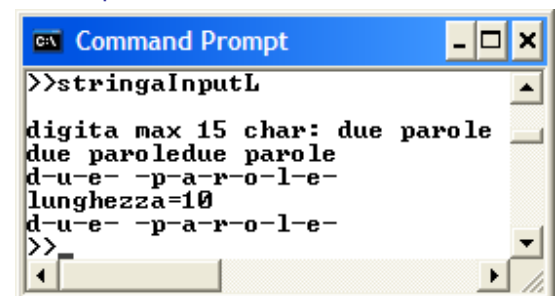 Command Prompt
>>stringaInputL
digita max 15 char: due parole
due paroledue parole
d-u-e- -p-a-r-o-l-e-
lunghezza=10
d-u-e- -p-a-r-o-l-e-
>>_